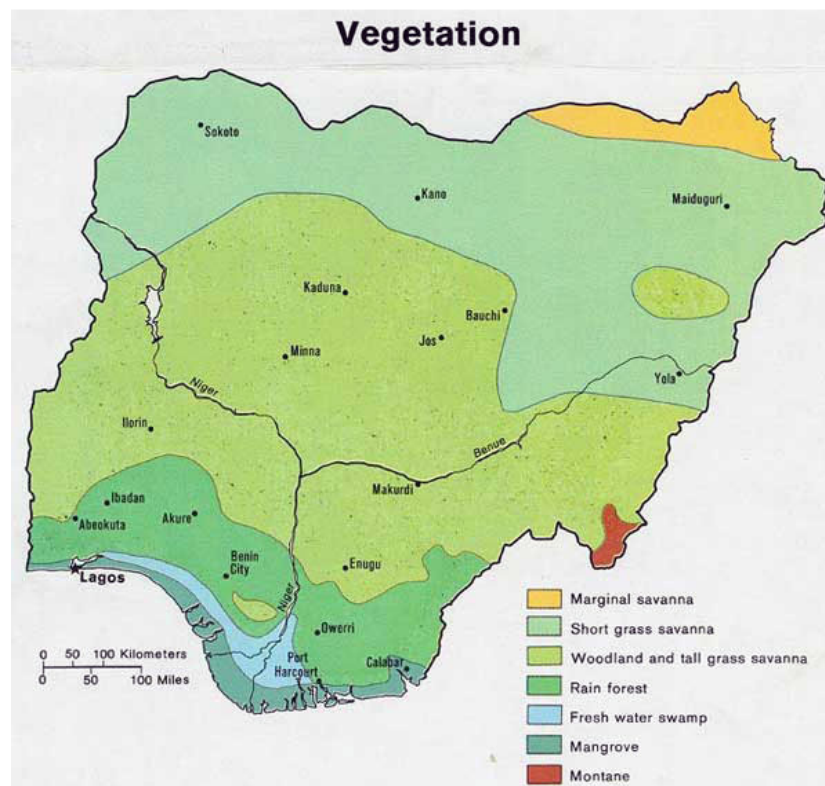 Vegetation
Sokoto
Kano
Maiduguri
Kaduna
Bauchi
Jos
Minna
Yola
Niger
Ilorin
Benue
Makurdi
Ibadan
Abeokuta
Akure
Enugu
Benin
City
Lagos
Niger
Owerri
Port
Harcourt
Calabar
0 50 100 Kilometers
0 50 100 Miles
Marginal savanna
Short grass savanna
Woodland and tall grass savanna
Rain forest
Fresh water swamp
Mangrove
Montane